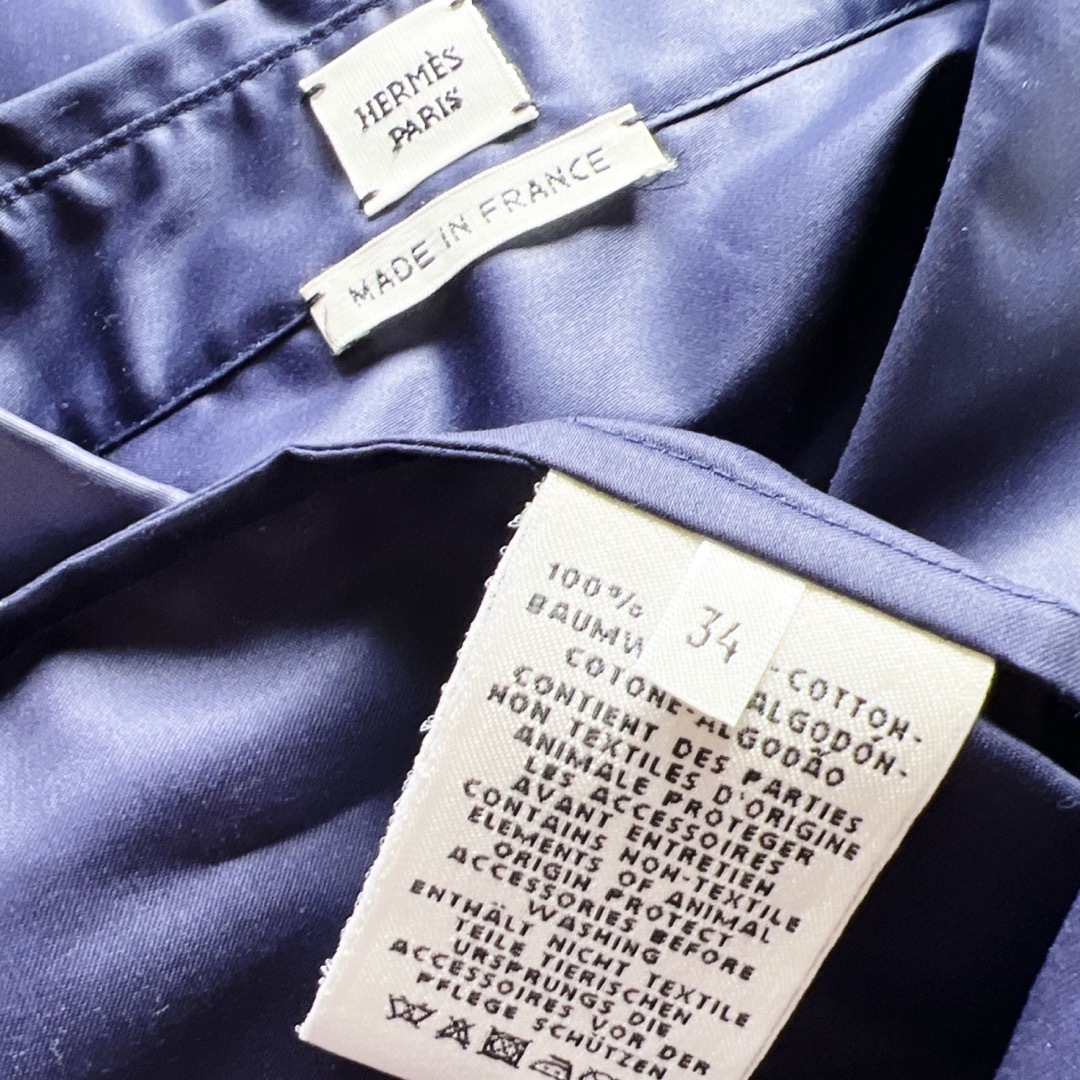 HERMÈS
PARIS
MADE IN FRANCE
34
100% -COTTON-
ALGODÓN-
COTONE-ALGODÃO
CONTIENT DES PARTIES
NON TEXTILES D'ORIGINE
ANIMALE PROTEGER
LES ACCESSOIRES
AVANT ENTRETIEN
CONTAINS NON-TEXTILE
ELEMENTS OF ANIMAL
ORIGIN PROTECT
ACCESSORIES BEFORE
WASHING
ENTHÄLT NICHT TEXTILE
TEILE TIERISCHEN
URSPRUNGS DIE
ACCESSOIRES VOR DER
PFLEGE SCHÜTZEN